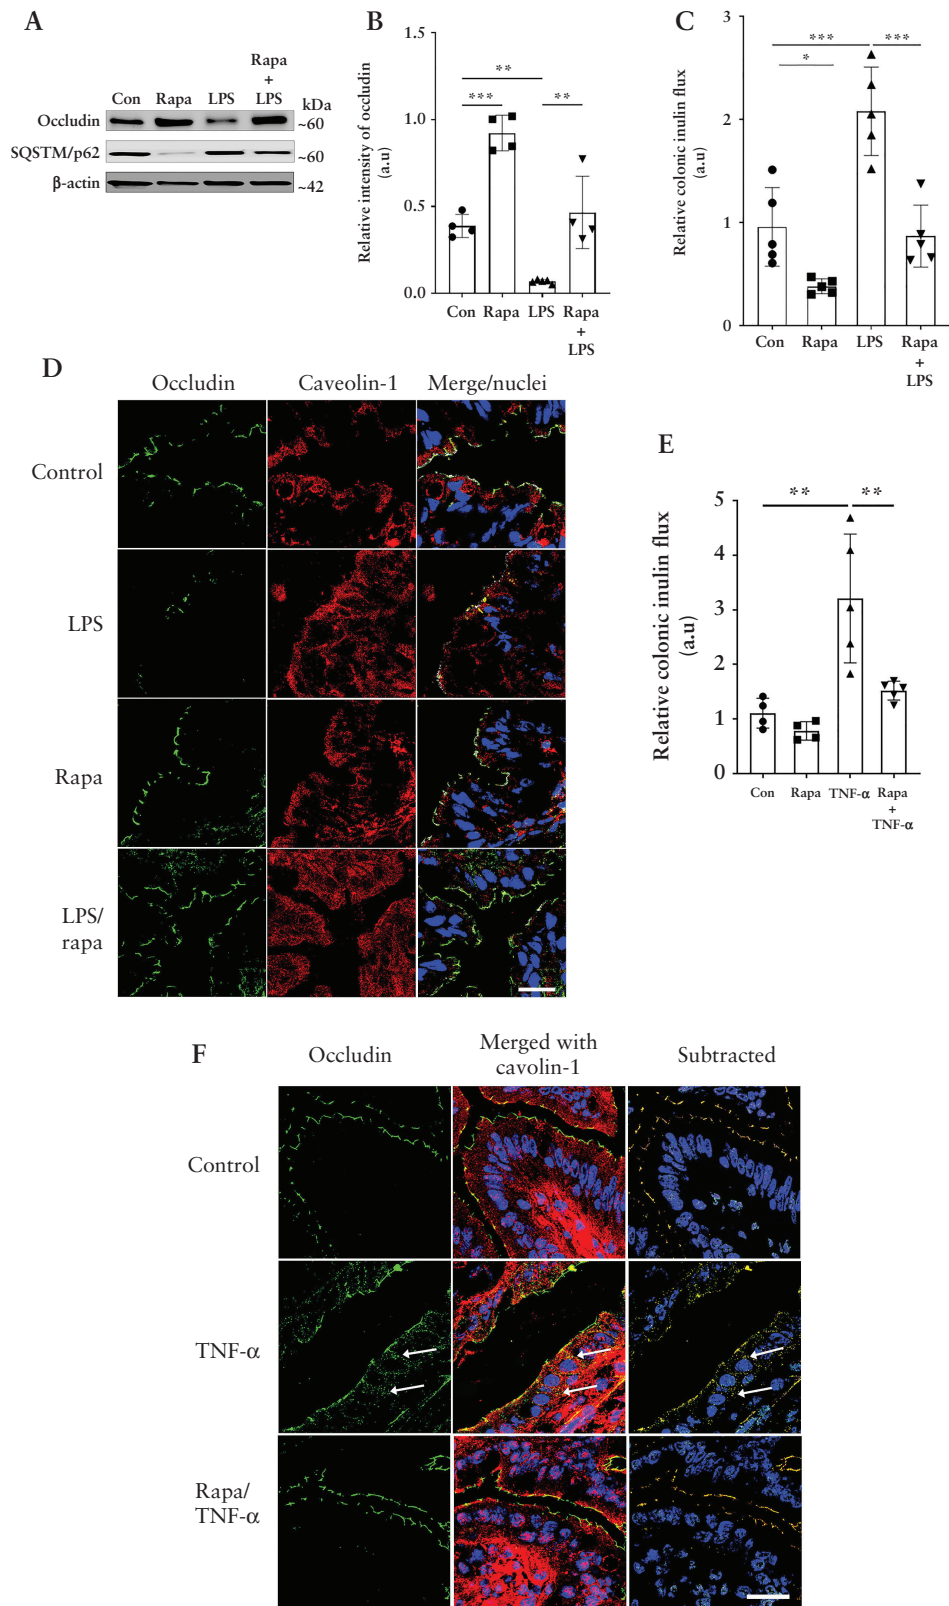 A
Con Rapa LPS Rapa + LPS kDa
Occludin ~60
SQSTM/p62 ~60
β-actin ~42
B
Relative intensity of occludin
(a.u)
1.5
1.0
0.5
0.0
** 
***
**
Con Rapa LPS Rapa + LPS
C
Relative colonic inulin flux
(a.u)
3
2
1
0
***
***
*
Con Rapa LPS Rapa + LPS
D
Occludin Caveolin-1 Merge/nuclei
Control
LPS
Rapa
LPS/
rapa
E
Relative colonic inulin flux
(a.u)
5
4
3
2
1
0
** **
Con Rapa TNF-α Rapa + TNF-α
F
Occludin Merged with cavolin-1 Subtracted
Control
TNF-α
Rapa/
TNF-α